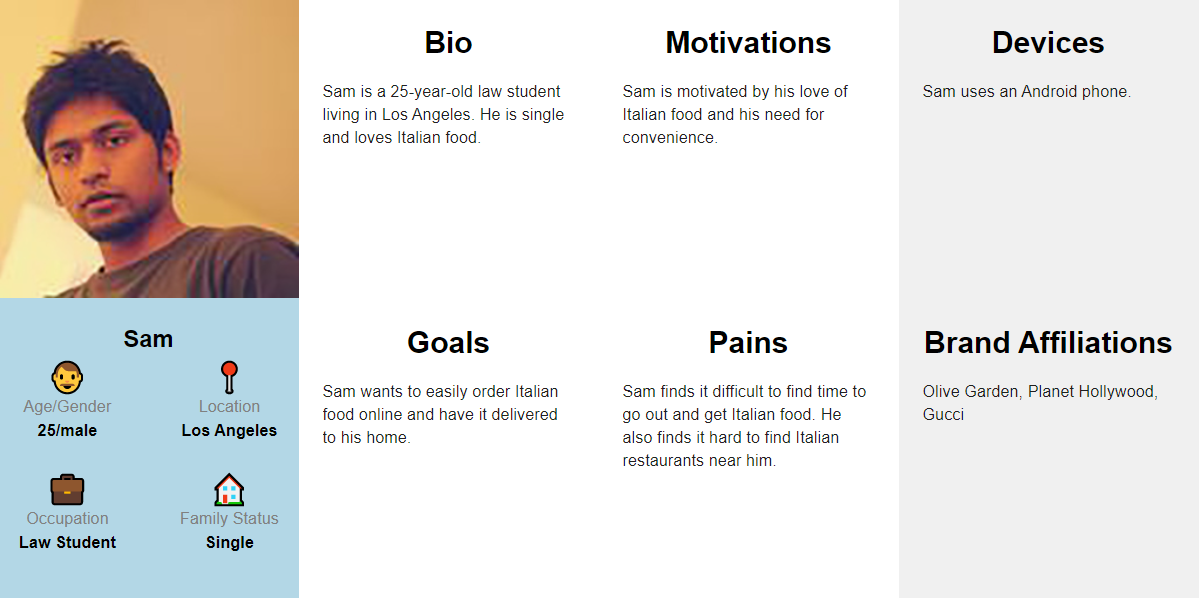 Bio
Sam is a 25-year-old law student
living in Los Angeles. He is single
and loves Italian food.
Motivations
Sam is motivated by his love of
Italian food and his need for
convenience.
Devices
Sam uses an Android phone.
Sam
Age/Gender
25/male
Location
Los Angeles
Occupation
Law Student
Family Status
Single
Goals
Sam wants to easily order Italian
food online and have it delivered
to his home.
Pains
Sam finds it difficult to find time to
go out and get Italian food. He
also finds it hard to find Italian
restaurants near him.
Brand Affiliations
Olive Garden, Planet Hollywood,
Gucci